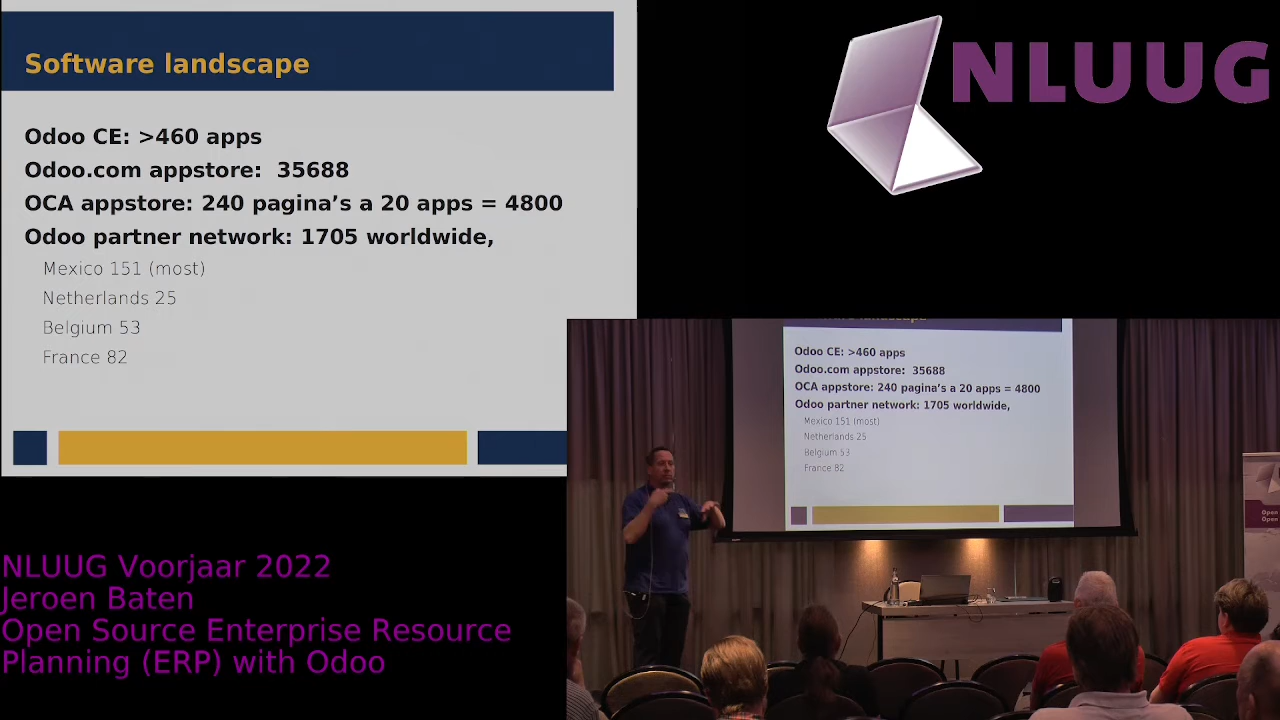 Software landscape
Odoo CE: >460 apps
Odoo.com appstore:  35688
OCA appstore: 240 pagina’s a 20 apps = 4800
Odoo partner network: 1705 worldwide,
Mexico 151 (most)
Netherlands 25
Belgium 53
France 82
NLUUG
Odoo CE: >460 apps
Odoo.com appstore:  35688
OCA appstore: 240 pagina’s a 20 apps = 4800
Odoo partner network: 1705 worldwide,
Mexico 151 (most)
Netherlands 25
Belgium 53
France 82
Open
Open
NLUUG Voorjaar 2022
Jeroen Baten
Open Source Enterprise Resource
Planning (ERP) with Odoo